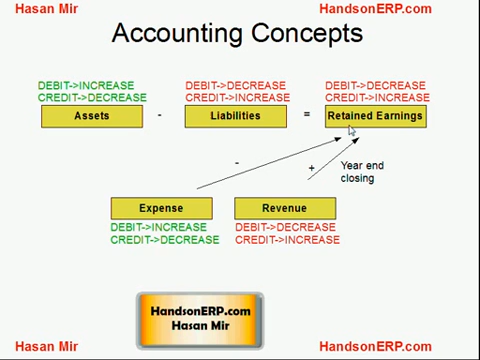 Hasan Mir
HandsonERP.com
Accounting Concepts
DEBIT->INCREASE
CREDIT->DECREASE
DEBIT->DECREASE
CREDIT->INCREASE
DEBIT->DECREASE
CREDIT->INCREASE
Assets
-
Liabilities
=
Retained Earnings
-
+
Year end
closing
Expense
Revenue
DEBIT->INCREASE
CREDIT->DECREASE
DEBIT->DECREASE
CREDIT->INCREASE
HandsonERP.com
Hasan Mir
Hasan Mir
HandsonERP.com